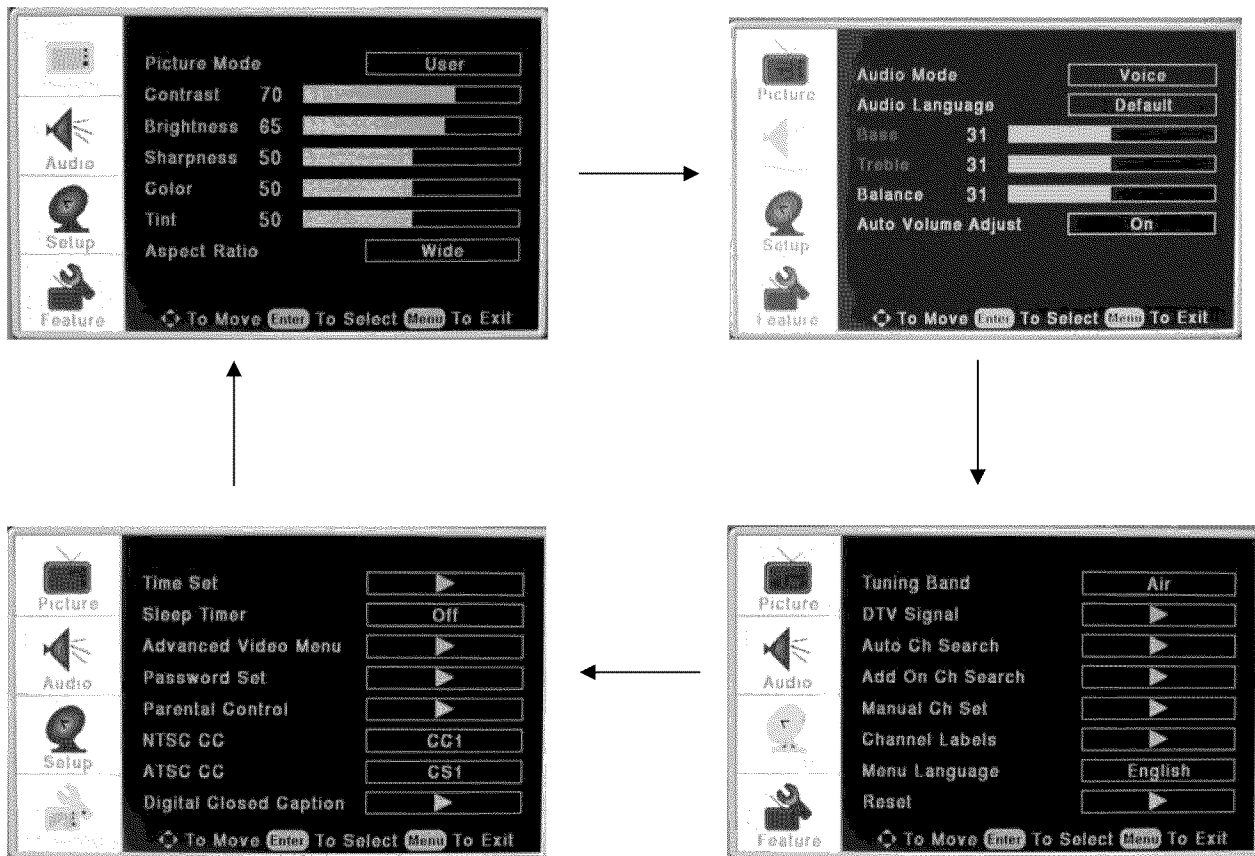 Audio
Setup
Feature
Picture Mode User
Contrast 70
Brightness 65
Sharpness 50
Color 50
Tint 50
Aspect Ratio Wide
To Move Enter To Select Menu To Exit
Picture
Setup
Feature
Audio Mode Voice
Audio Language Default
Base 31
Treble 31
Balance 31
Auto Volume Adjust On
To Move Enter To Select Menu To Exit
Picture
Audio
Setup
Time Set
Sleep Timer Off
Advanced Video Menu
Password Set
Parental Control
NTSC CC CC1
ATSC CC CS1
Digital Closed Caption
To Move Enter To Select Menu To Exit
Picture
Audio
Feature
Tuning Band Air
DTV Signal
Auto Ch Search
Add On Ch Search
Manual Ch Set
Channel Labels
Menu Language English
Reset
To Move Enter To Select Menu To Exit